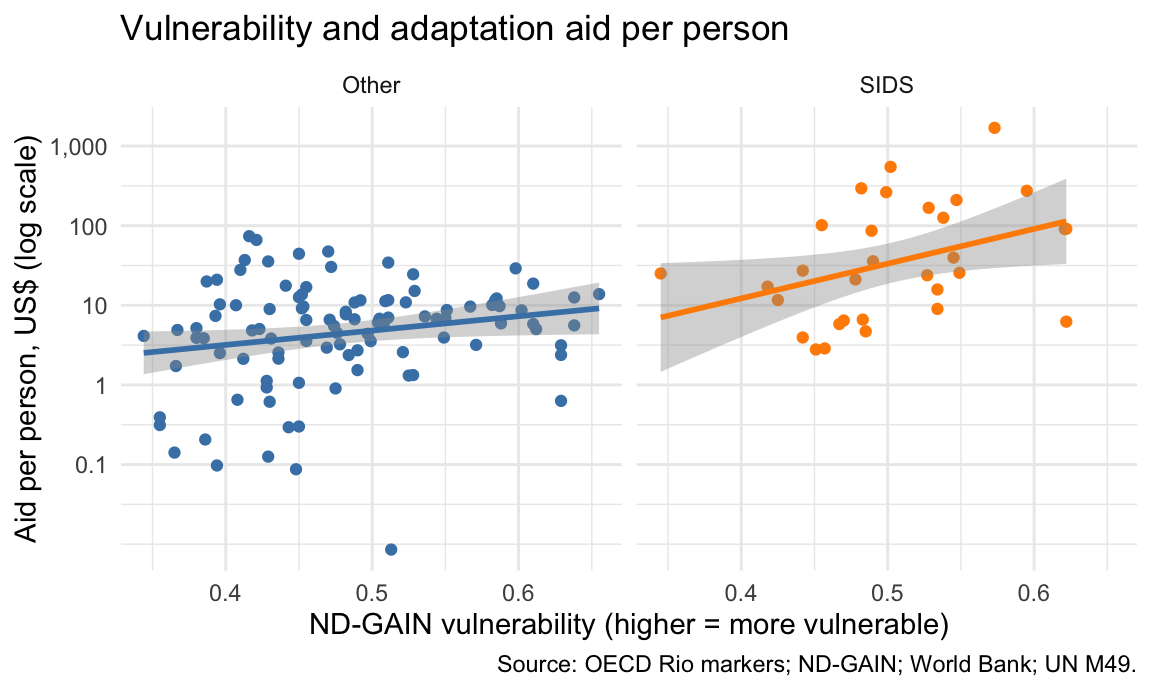 Vulnerability and adaptation aid per person
Other
SIDS
Aid per person, US$ (log scale)
1,000
100
10
1
0.1
0.4
0.5
0.6
0.4
0.5
0.6
ND-GAIN vulnerability (higher = more vulnerable)
Source: OECD Rio markers; ND-GAIN; World Bank; UN M49.